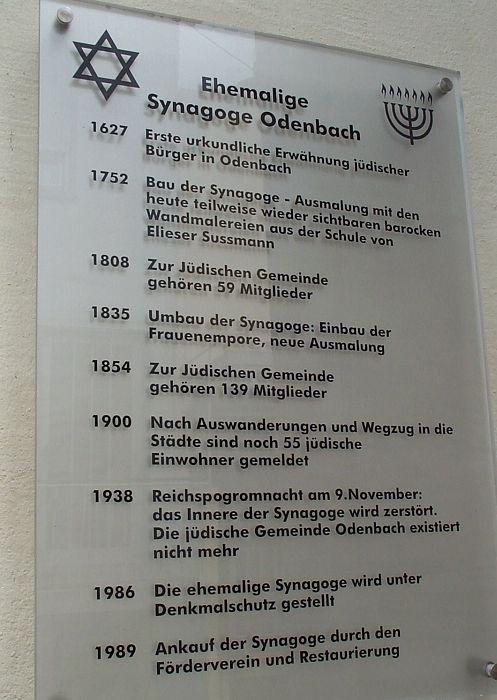 Ehemalige
Synagoge Odenbach
1627 Erste urkundliche Erwähnung jüdischer
Bürger in Odenbach
1752 Bau der Synagoge - Ausmalung mit den
heute teilweise wieder sichtbaren barocken
Wandmalereien aus der Schule von
Elieser Sussmann
1808 Zur Jüdischen Gemeinde
gehören 59 Mitglieder
1835 Umbau der Synagoge: Einbau der
Frauenempore, neue Ausmalung
1854 Zur Jüdischen Gemeinde
gehören 139 Mitglieder
1900 Nach Auswanderungen und Wegzug in die
Städte sind noch 55 jüdische
Einwohner gemeldet
1938 Reichspogromnacht am 9.November:
das Innere der Synagoge wird zerstört.
Die jüdische Gemeinde Odenbach existiert
nicht mehr
1986 Die ehemalige Synagoge wird unter
Denkmalschutz gestellt
1989 Ankauf der Synagoge durch den
Förderverein und Restaurierung